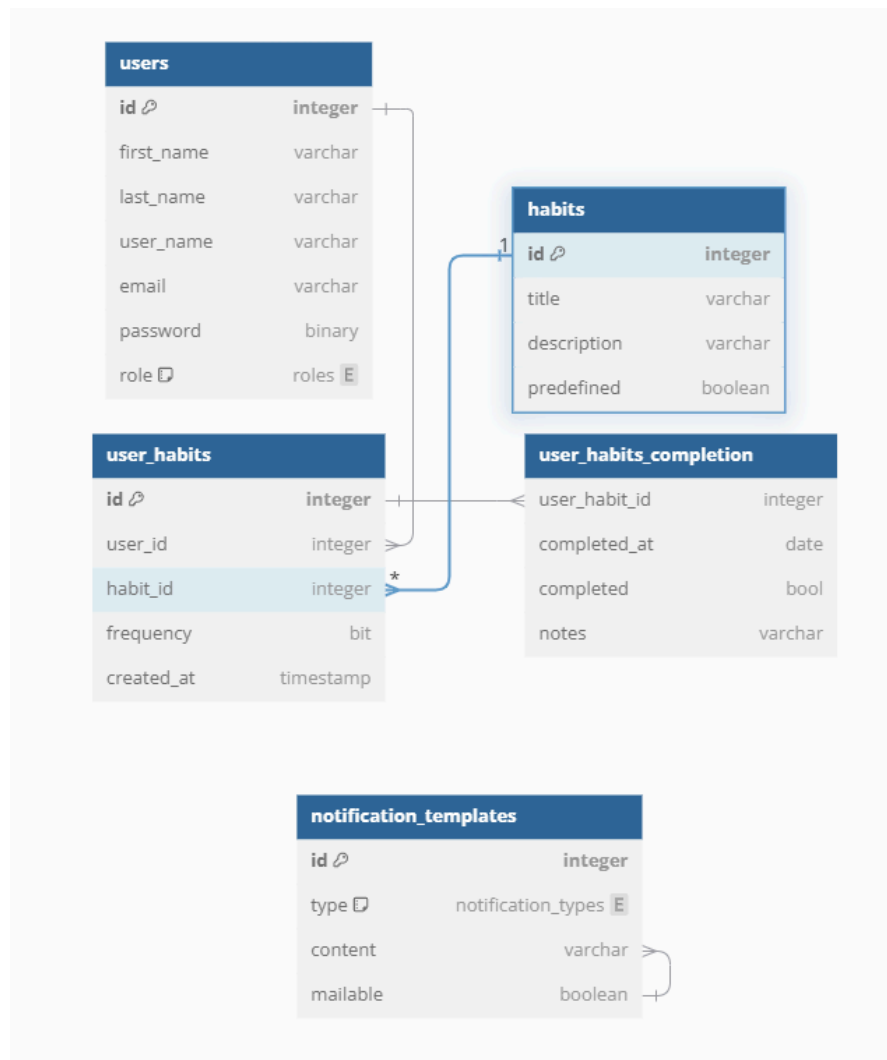 users
id integer
first_name varchar
last_name varchar
user_name varchar
email varchar
password binary
role roles E
habits
1
id integer
title varchar
description varchar
predefined boolean
user_habits
id integer
user_id integer
habit_id integer *
frequency bit
created_at timestamp
user_habits_completion
user_habit_id integer
completed_at date
completed bool
notes varchar
notification_templates
id integer
type notification_types E
content varchar
mailable boolean